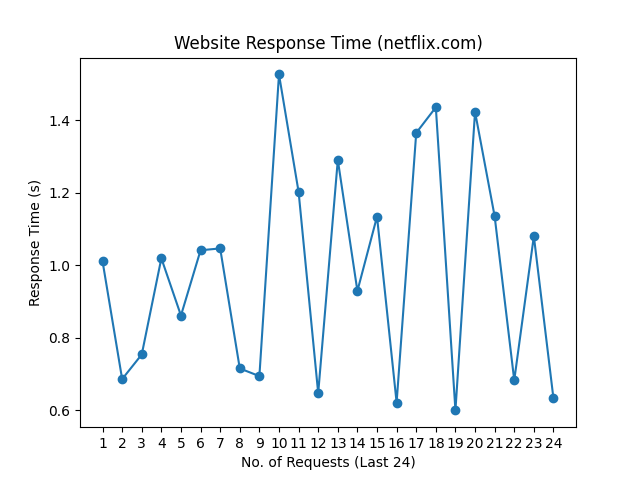 Website Response Time (netflix.com)
Response Time (s)
1.4
1.2
1.0
0.8
0.6
1 2 3 4 5 6 7 8 9 10 11 12 13 14 15 16 17 18 19 20 21 22 23 24
No. of Requests (Last 24)